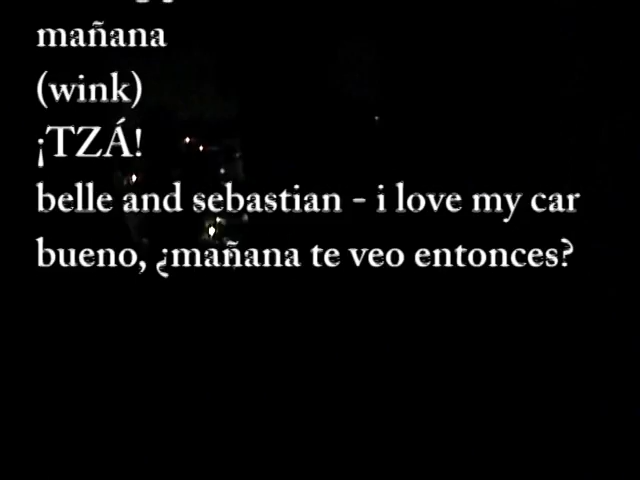 mañana
(wink)
¡TZÁ!
belle and sebastian - i love my car
bueno, ¿mañana te veo entonces?